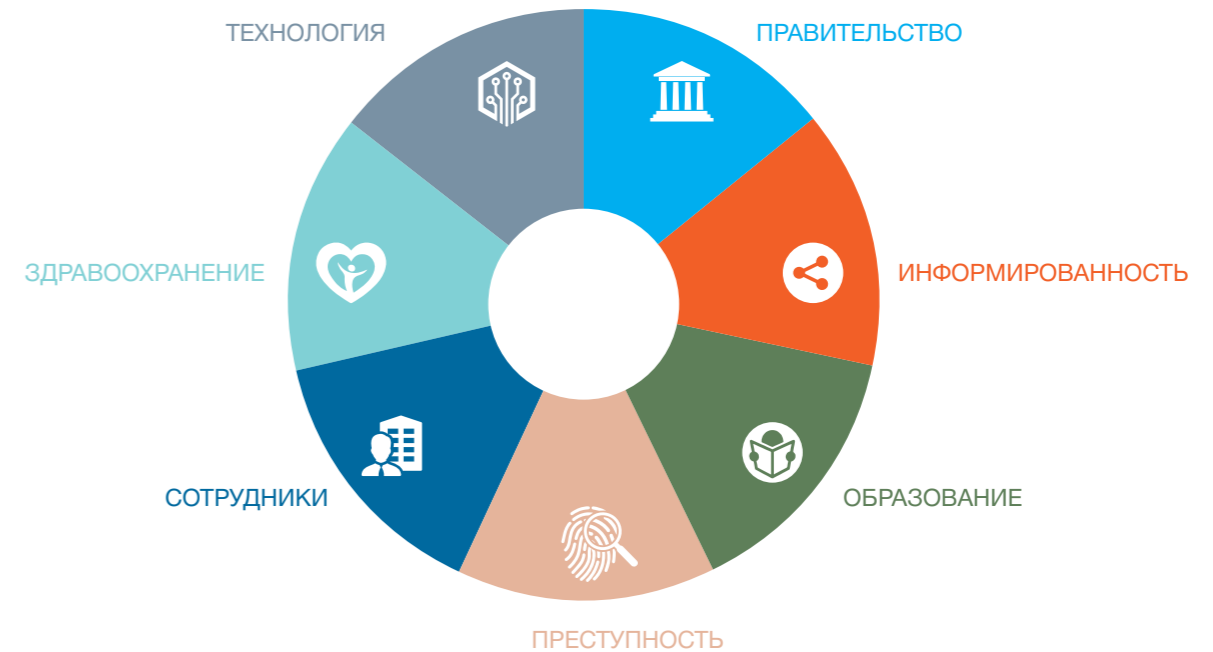 ТЕХНОЛОГИЯ
ПРАВИТЕЛЬСТВО
ЗДРАВООХРАНЕНИЕ
ИНФОРМИРОВАННОСТЬ
СОТРУДНИКИ
ОБРАЗОВАНИЕ
ПРЕСТУПНОСТЬ